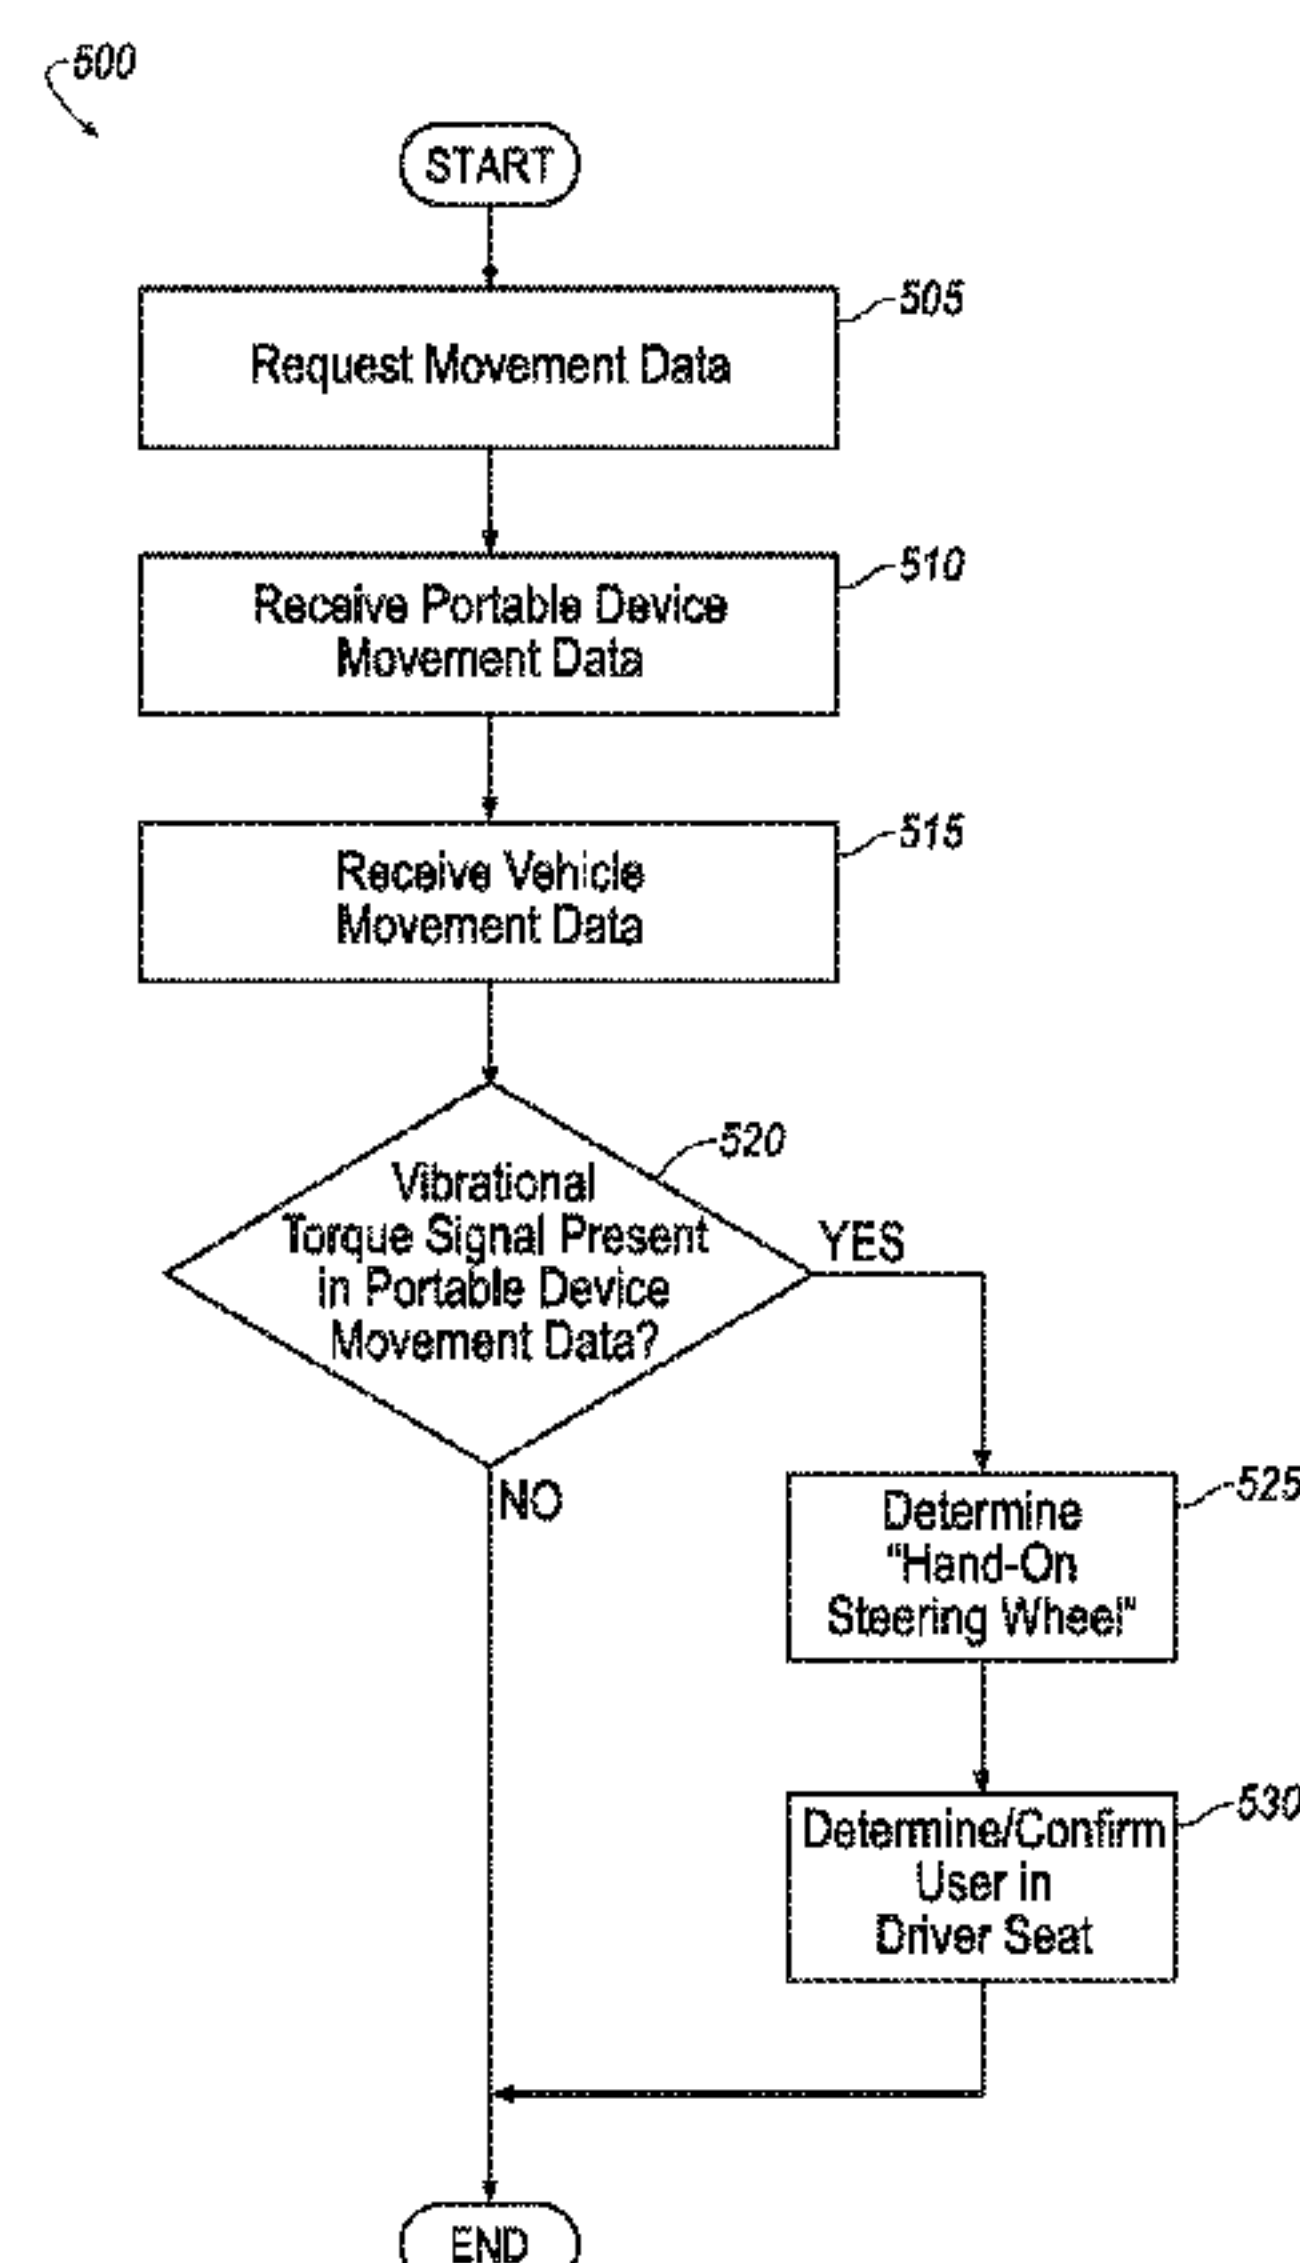 500
START
505
Request Movement Data
510
Receive Portable Device
Movement Data
515
Receive Vehicle
Movement Data
520
Vibrational
Torque Signal Present
in Portable Device
Movement Data?
YES
NO
525
Determine
"Hand-On
Steering Wheel"
530
Determine/Confirm
User in
Driver Seat
END